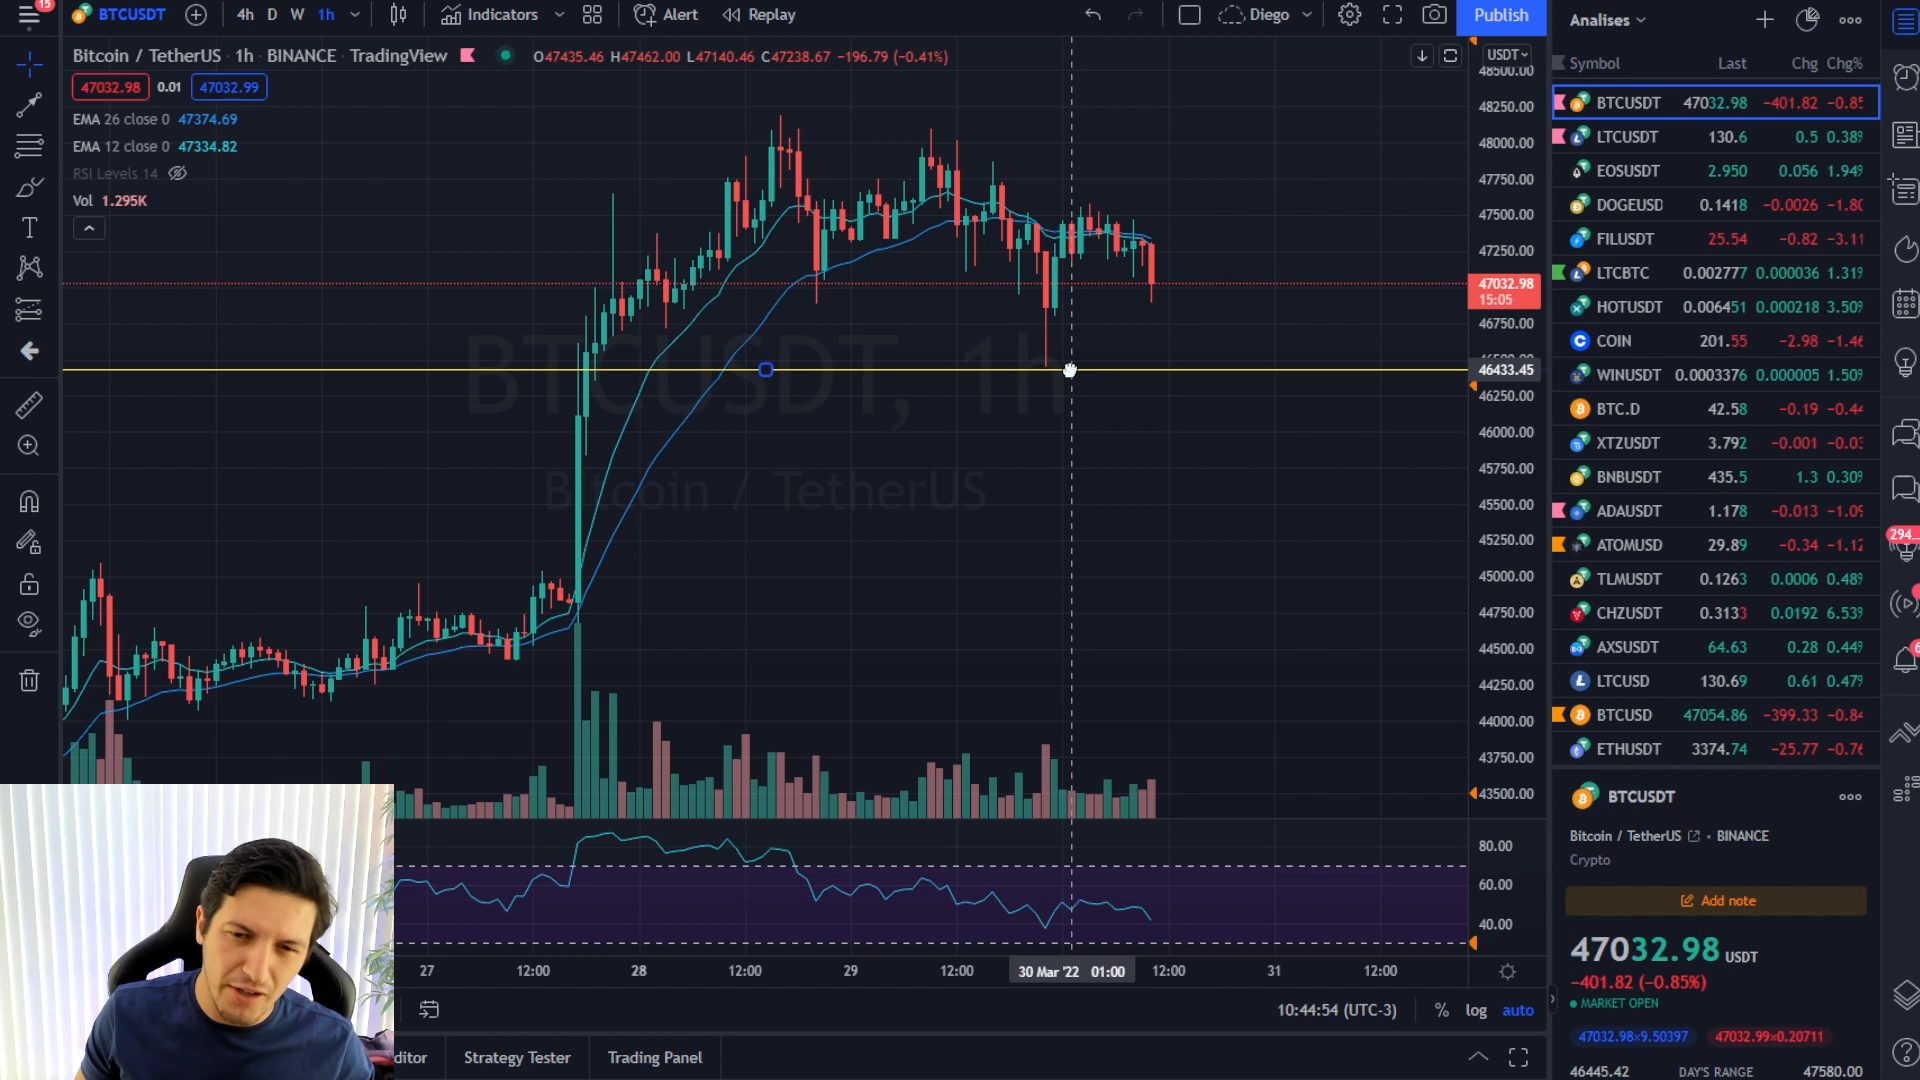 15
BTCUSDT
4h D W 1h
Indicators
Alert
Replay
Diego
Publish
Bitcoin / TetherUS · 1h · BINANCE · TradingView
O47435.46 H47462.00 L47140.46 C47238.67 −196.79 (−0.41%)
47032.98 0.01 47032.99
EMA 26 close 0 47374.69
EMA 12 close 0 47334.82
RSI Levels 14
Vol 1.295K
BTCUSDT, 1h
Bitcoin / TetherUS
USDT
48500.00
48250.00
48000.00
47750.00
47500.00
47250.00
47032.98
15:05
46750.00
46500.00
46433.45
46250.00
46000.00
45750.00
45500.00
45250.00
45000.00
44750.00
44500.00
44250.00
44000.00
43750.00
43500.00
80.00
60.00
40.00
27 12:00 28 12:00 29 12:00 30 Mar '22 01:00 12:00 31 12:00
10:44:54 (UTC-3) % log auto
ditor
Strategy Tester
Trading Panel
Analises
Symbol Last Chg Chg%
BTCUSDT 47032.98 −401.82 −0.85
LTCUSDT 130.6 0.5 0.38%
EOSUSDT 2.950 0.056 1.94%
DOGEUSD 0.1418 −0.0026 −1.80
FILUSDT 25.54 −0.82 −3.11
LTCBTC 0.002777 0.000036 1.31%
HOTUSDT 0.006451 0.000218 3.50%
COIN 201.55 −2.98 −1.46
WINUSDT 0.0003376 0.000005 1.50%
BTC.D 42.58 −0.19 −0.44
XTZUSDT 3.792 −0.001 −0.03
BNBUSDT 435.5 1.3 0.30%
ADAUSDT 1.178 −0.013 −1.09
ATOMUSD 29.89 −0.34 −1.12
TLMUSDT 0.1263 0.0006 0.48%
CHZUSDT 0.3133 0.0192 6.53%
AXSUSDT 64.63 0.28 0.44%
LTCUSD 130.69 0.61 0.47%
BTCUSD 47054.86 −399.33 −0.84
ETHUSDT 3374.74 −25.77 −0.76
294...
BTCUSDT
Bitcoin / TetherUS · BINANCE
Crypto
Add note
47032.98 USDT
−401.82 (−0.85%)
MARKET OPEN
47032.98×9.50397 47032.99×0.20711
46445.42 DAY'S RANGE 47580.00